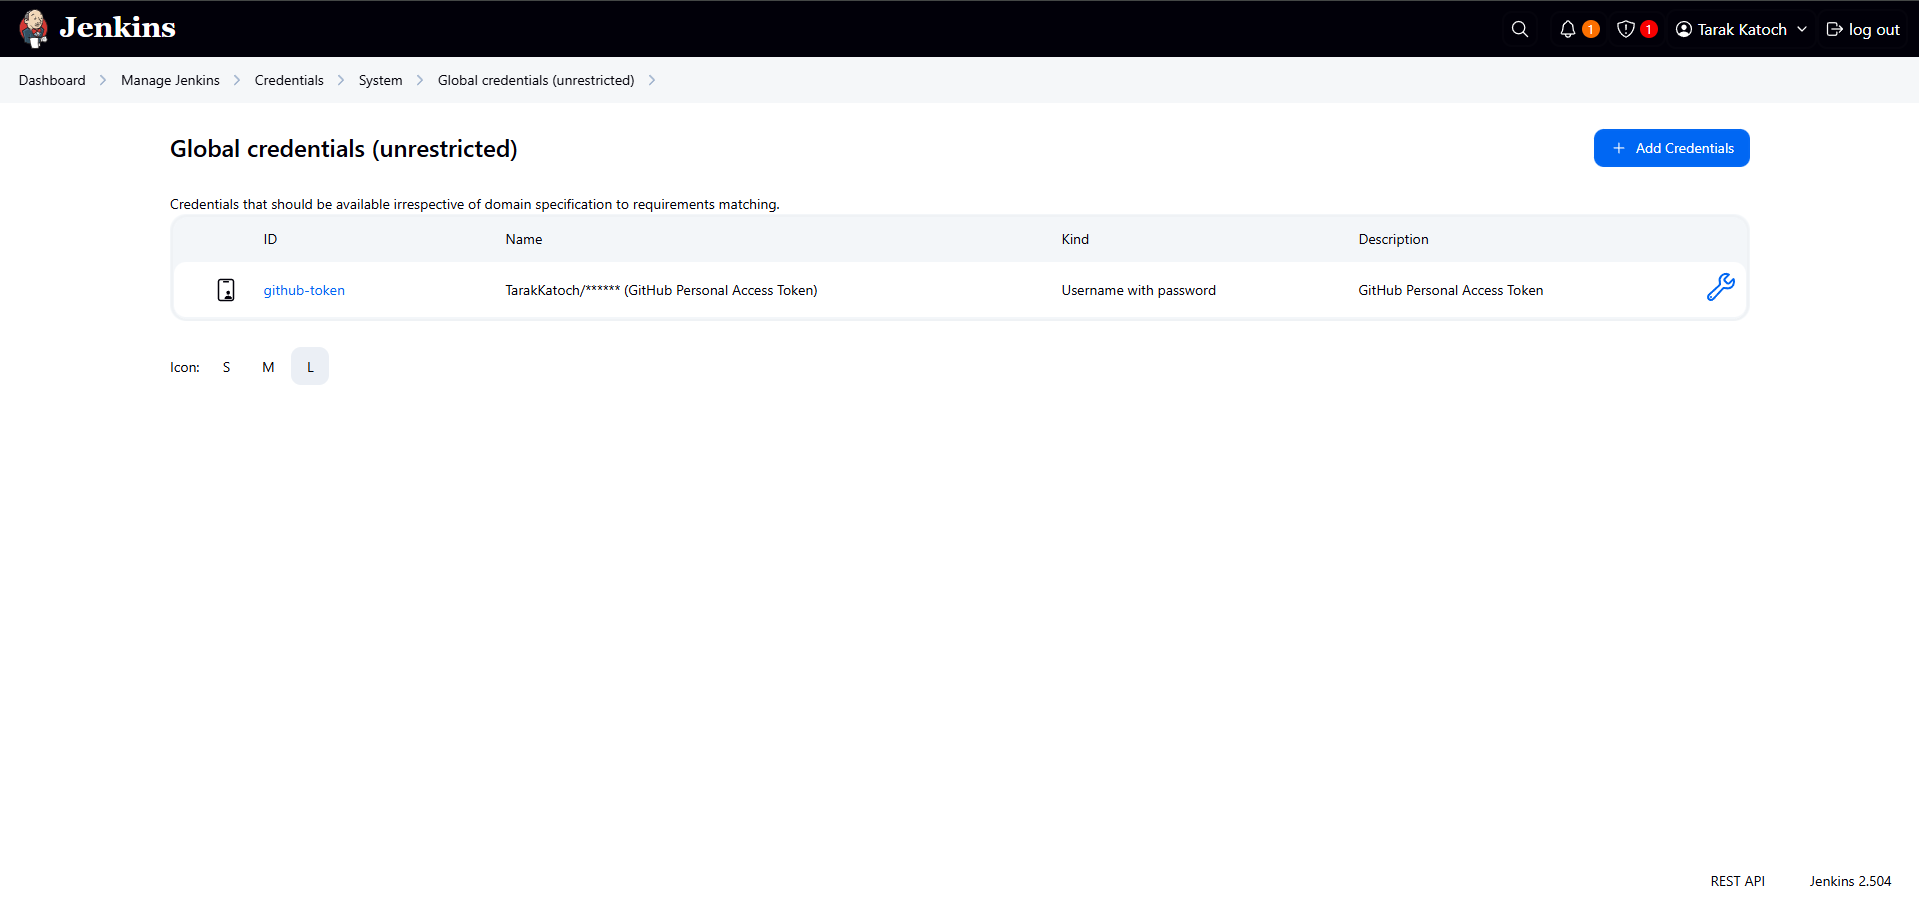 Jenkins
1
1
Tarak Katoch
log out
Dashboard
Manage Jenkins
Credentials
System
Global credentials (unrestricted)
Global credentials (unrestricted)
Add Credentials
Credentials that should be available irrespective of domain specification to requirements matching.
ID Name Kind Description
github-token TarakKatoch/****** (GitHub Personal Access Token) Username with password GitHub Personal Access Token
Icon: S M L
REST API Jenkins 2.504